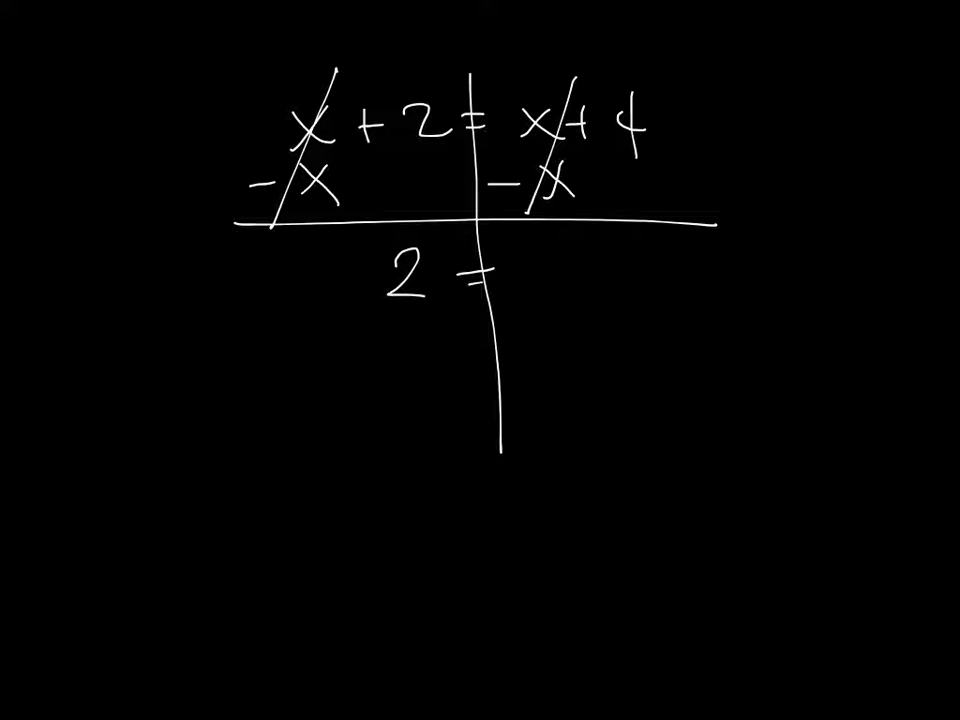 x + 2 = x + 4
- x - x
2 =